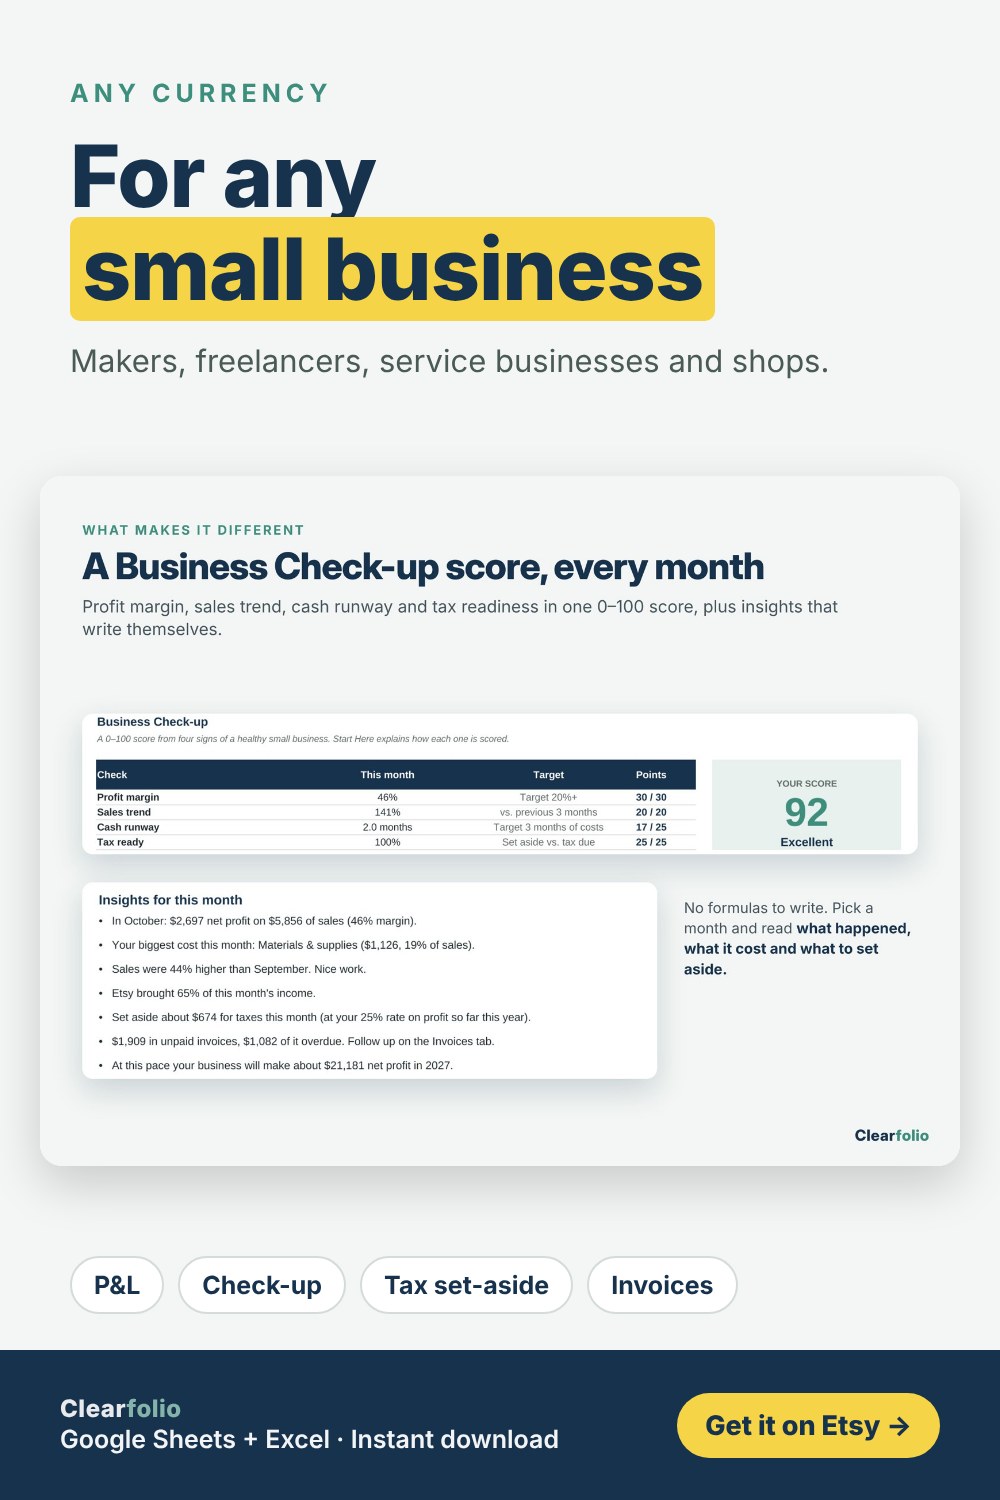 ANY CURRENCY
For any
small business
Makers, freelancers, service businesses and shops.
WHAT MAKES IT DIFFERENT
A Business Check-up score, every month
Profit margin, sales trend, cash runway and tax readiness in one 0–100 score, plus insights that
write themselves.
Business Check-up
A 0–100 score from four signs of a healthy small business. Start Here explains how each one is scored.
Check This month Target Points
Profit margin 46% Target 20%+ 30 / 30
Sales trend 141% vs. previous 3 months 20 / 20
Cash runway 2.0 months Target 3 months of costs 17 / 25
Tax ready 100% Set aside vs. tax due 25 / 25
YOUR SCORE
92
Excellent
Insights for this month
• In October: $2,697 net profit on $5,856 of sales (46% margin).
• Your biggest cost this month: Materials & supplies ($1,126, 19% of sales).
• Sales were 44% higher than September. Nice work.
• Etsy brought 65% of this month's income.
• Set aside about $674 for taxes this month (at your 25% rate on profit so far this year).
• $1,909 in unpaid invoices, $1,082 of it overdue. Follow up on the Invoices tab.
• At this pace your business will make about $21,181 net profit in 2027.
No formulas to write. Pick a
month and read what happened,
what it cost and what to set
aside.
Clearfolio
P&L
Check-up
Tax set-aside
Invoices
Clearfolio
Google Sheets + Excel · Instant download
Get it on Etsy →